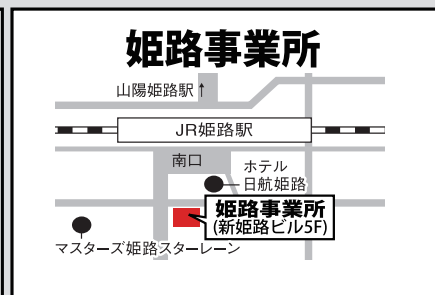 姫路事業所
山陽姫路駅↑
JR姫路駅
南口
ホテル
日航姫路
姫路事業所
(新姫路ビル5F)
マスターズ姫路スターレーン